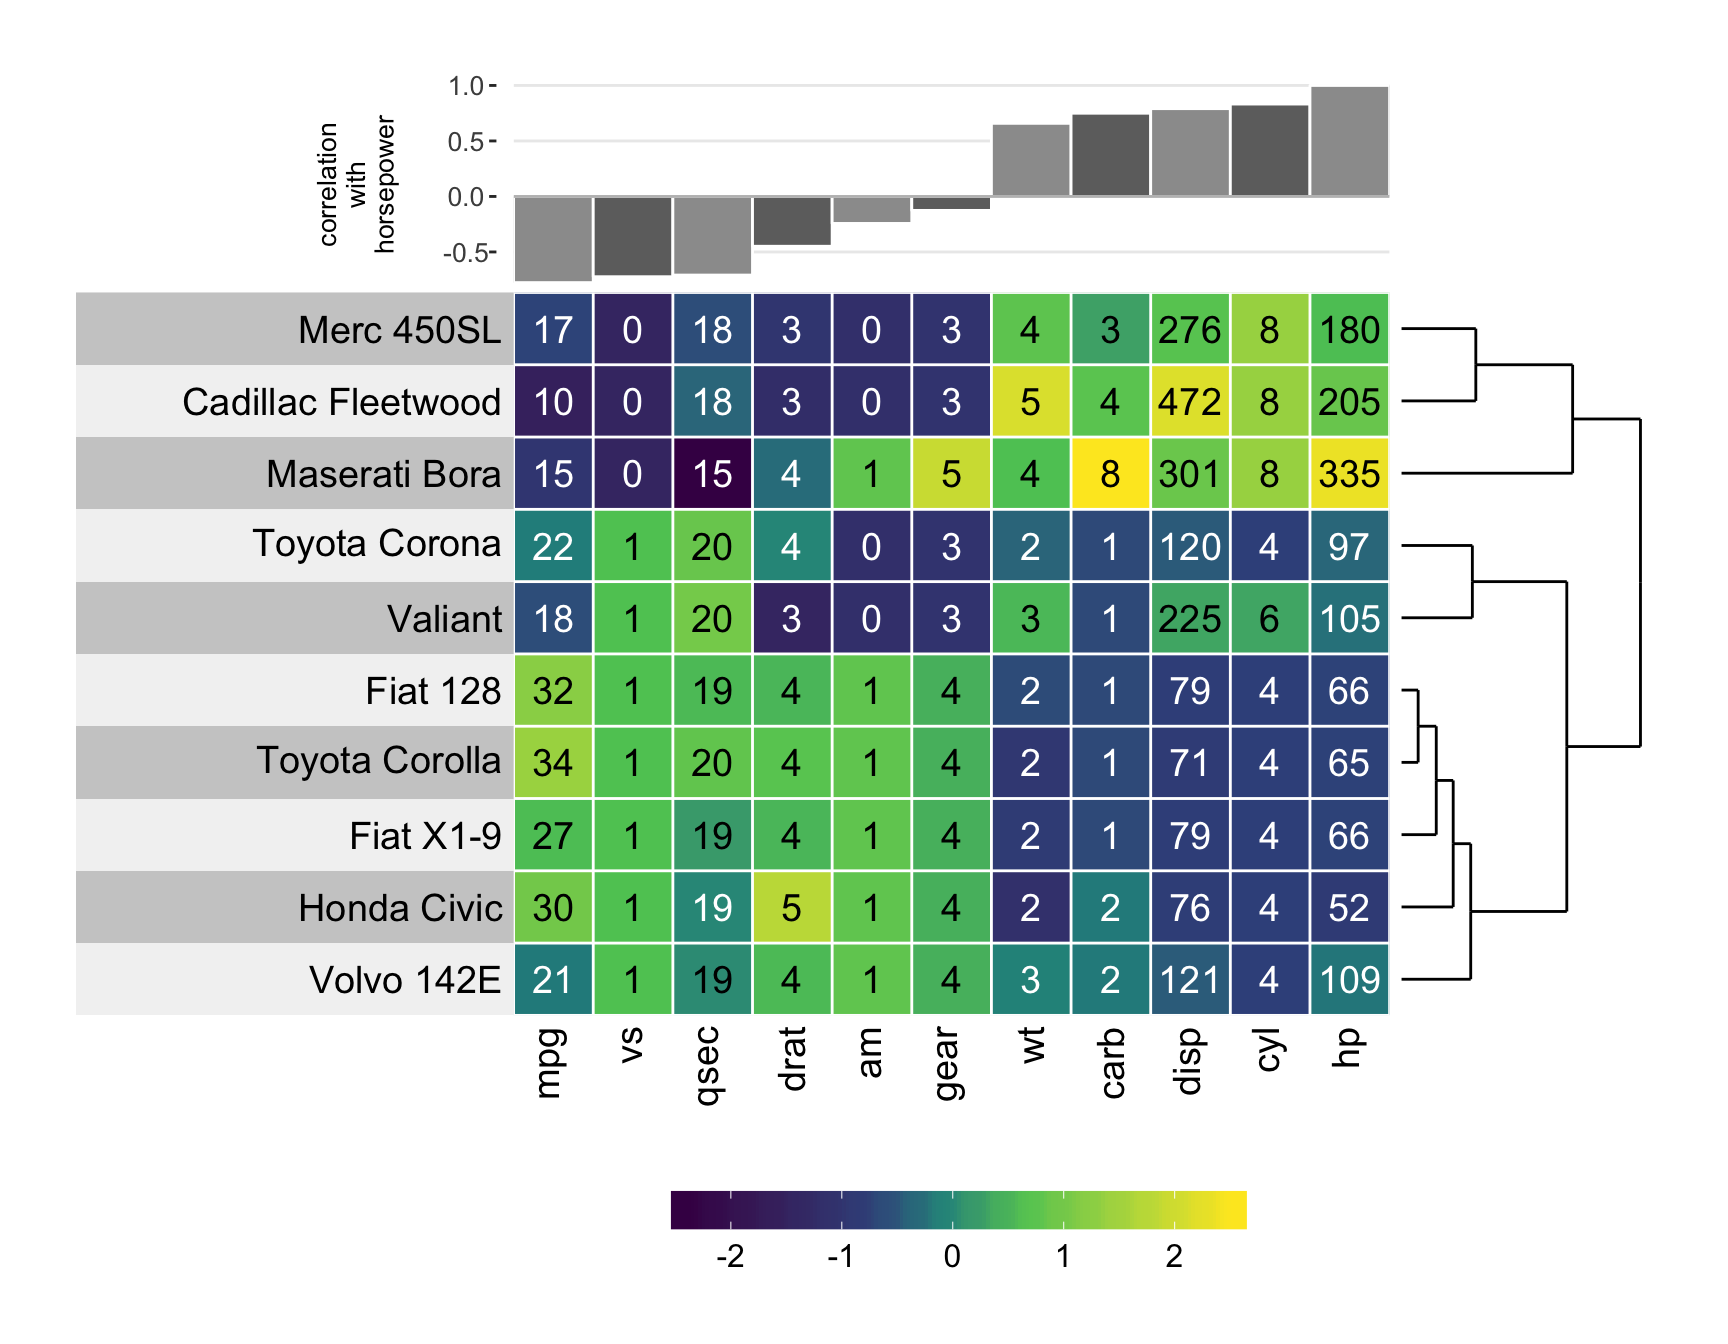 correlation
with
horsepower
1.0
0.5
0.0
-0.5
Merc 450SL 17 0 18 3 0 3 4 3 276 8 180
Cadillac Fleetwood 10 0 18 3 0 3 5 4 472 8 205
Maserati Bora 15 0 15 4 1 5 4 8 301 8 335
Toyota Corona 22 1 20 4 0 3 2 1 120 4 97
Valiant 18 1 20 3 0 3 3 1 225 6 105
Fiat 128 32 1 19 4 1 4 2 1 79 4 66
Toyota Corolla 34 1 20 4 1 4 2 1 71 4 65
Fiat X1-9 27 1 19 4 1 4 2 1 79 4 66
Honda Civic 30 1 19 5 1 4 2 2 76 4 52
Volvo 142E 21 1 19 4 1 4 3 2 121 4 109
mpg vs qsec drat am gear wt carb disp cyl hp
-2 -1 0 1 2